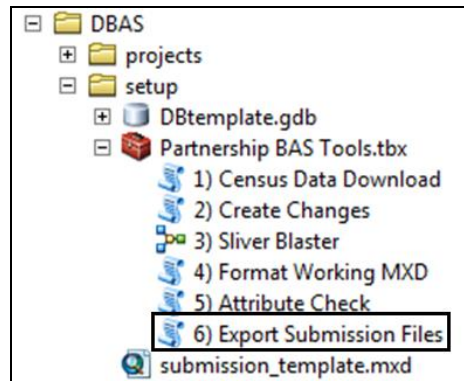 DBAS
projects
setup
DBtemplate.gdb
Partnership BAS Tools.tbx
1) Census Data Download
2) Create Changes
3) Sliver Blaster
4) Format Working MXD
5) Attribute Check
6) Export Submission Files
submission_template.mxd